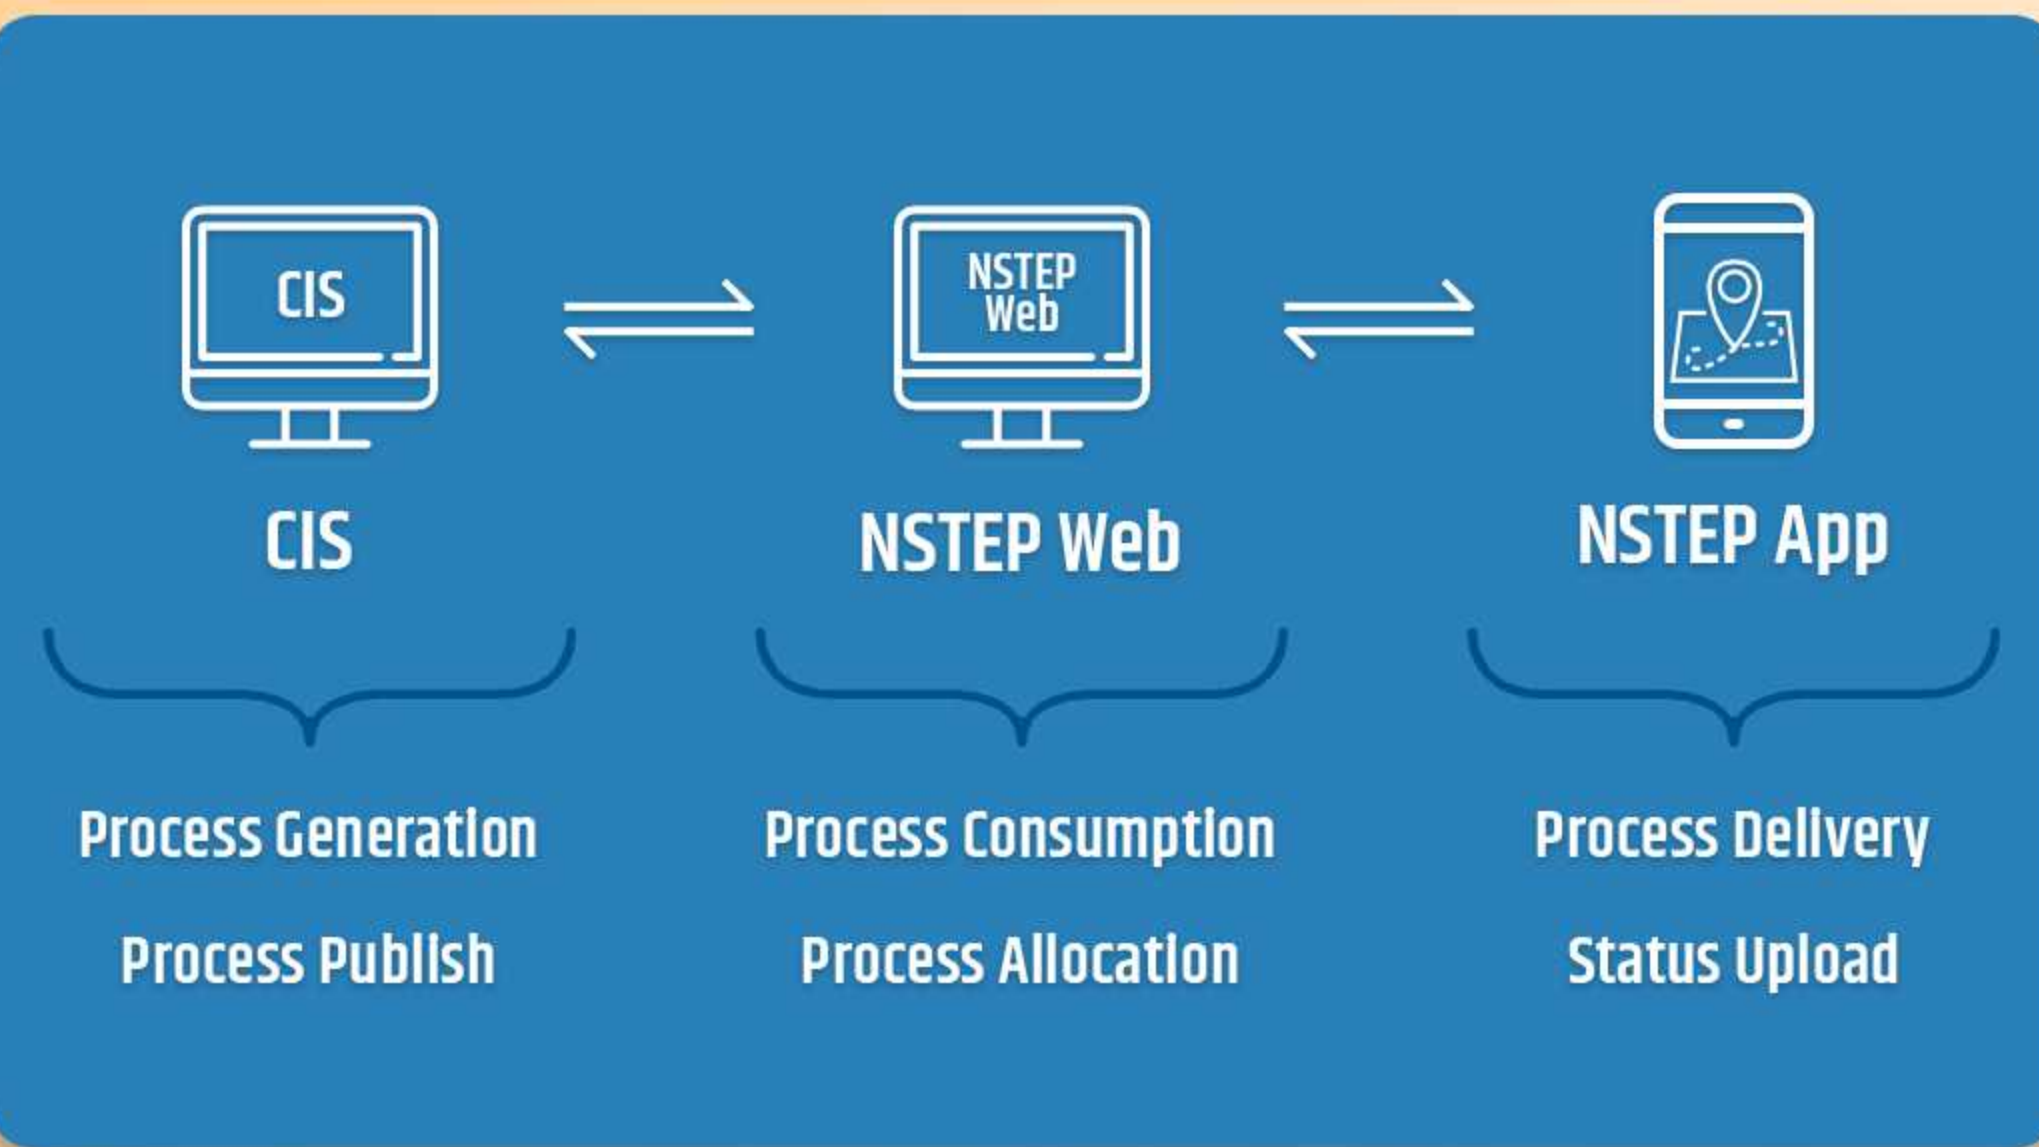 CIS
NSTEP
Web
CIS
NSTEP Web
NSTEP App
Process Generation
Process Consumption
Process Delivery
Process Publish
Process Allocation
Status Upload